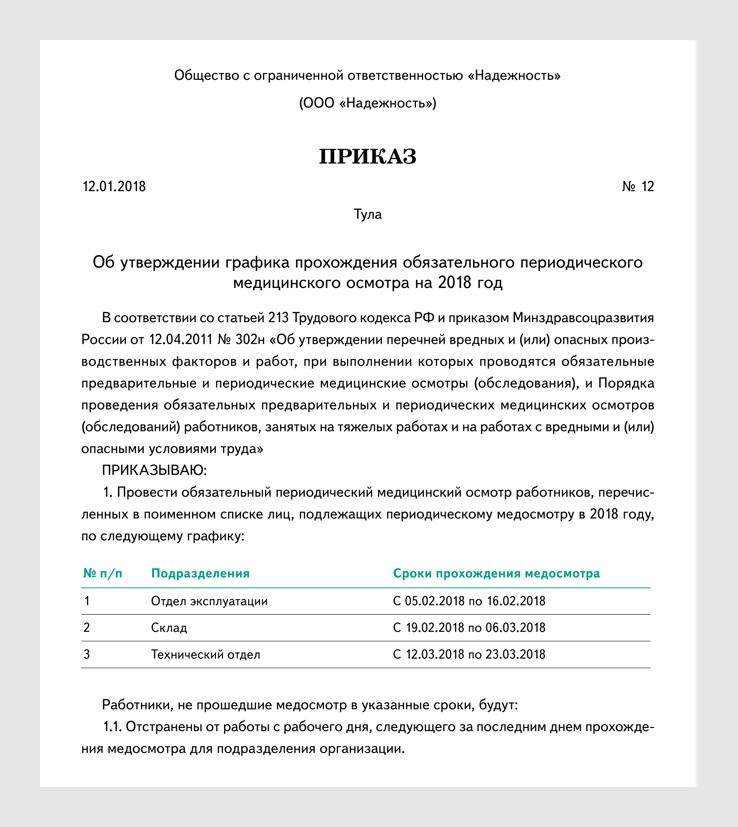 Общество с ограниченной ответственностью «Надежность»
(ООО «Надежность»)
ПРИКАЗ
12.01.2018 № 12
Тула
Об утверждении графика прохождения обязательного периодического
медицинского осмотра на 2018 год
В соответствии со статьей 213 Трудового кодекса РФ и приказом Минздравсоцразвития
России от 12.04.2011 № 302н «Об утверждении перечней вредных и (или) опасных произ-
водственных факторов и работ, при выполнении которых проводятся обязательные
предварительные и периодические медицинские осмотры (обследования), и Порядка
проведения обязательных предварительных и периодических медицинских осмотров
(обследований) работников, занятых на тяжелых работах и на работах с вредными и (или)
опасными условиями труда»
ПРИКАЗЫВАЮ:
1. Провести обязательный периодический медицинский осмотр работников, перечис-
ленных в поименном списке лиц, подлежащих периодическому медосмотру в 2018 году,
по следующему графику:
№ п/п Подразделения Сроки прохождения медосмотра
1 Отдел эксплуатации С 05.02.2018 по 16.02.2018
2 Склад С 19.02.2018 по 06.03.2018
3 Технический отдел С 12.03.2018 по 23.03.2018
Работники, не прошедшие медосмотр в указанные сроки, будут:
1.1. Отстранены от работы с рабочего дня, следующего за последним днем прохожде-
ния медосмотра для подразделения организации.